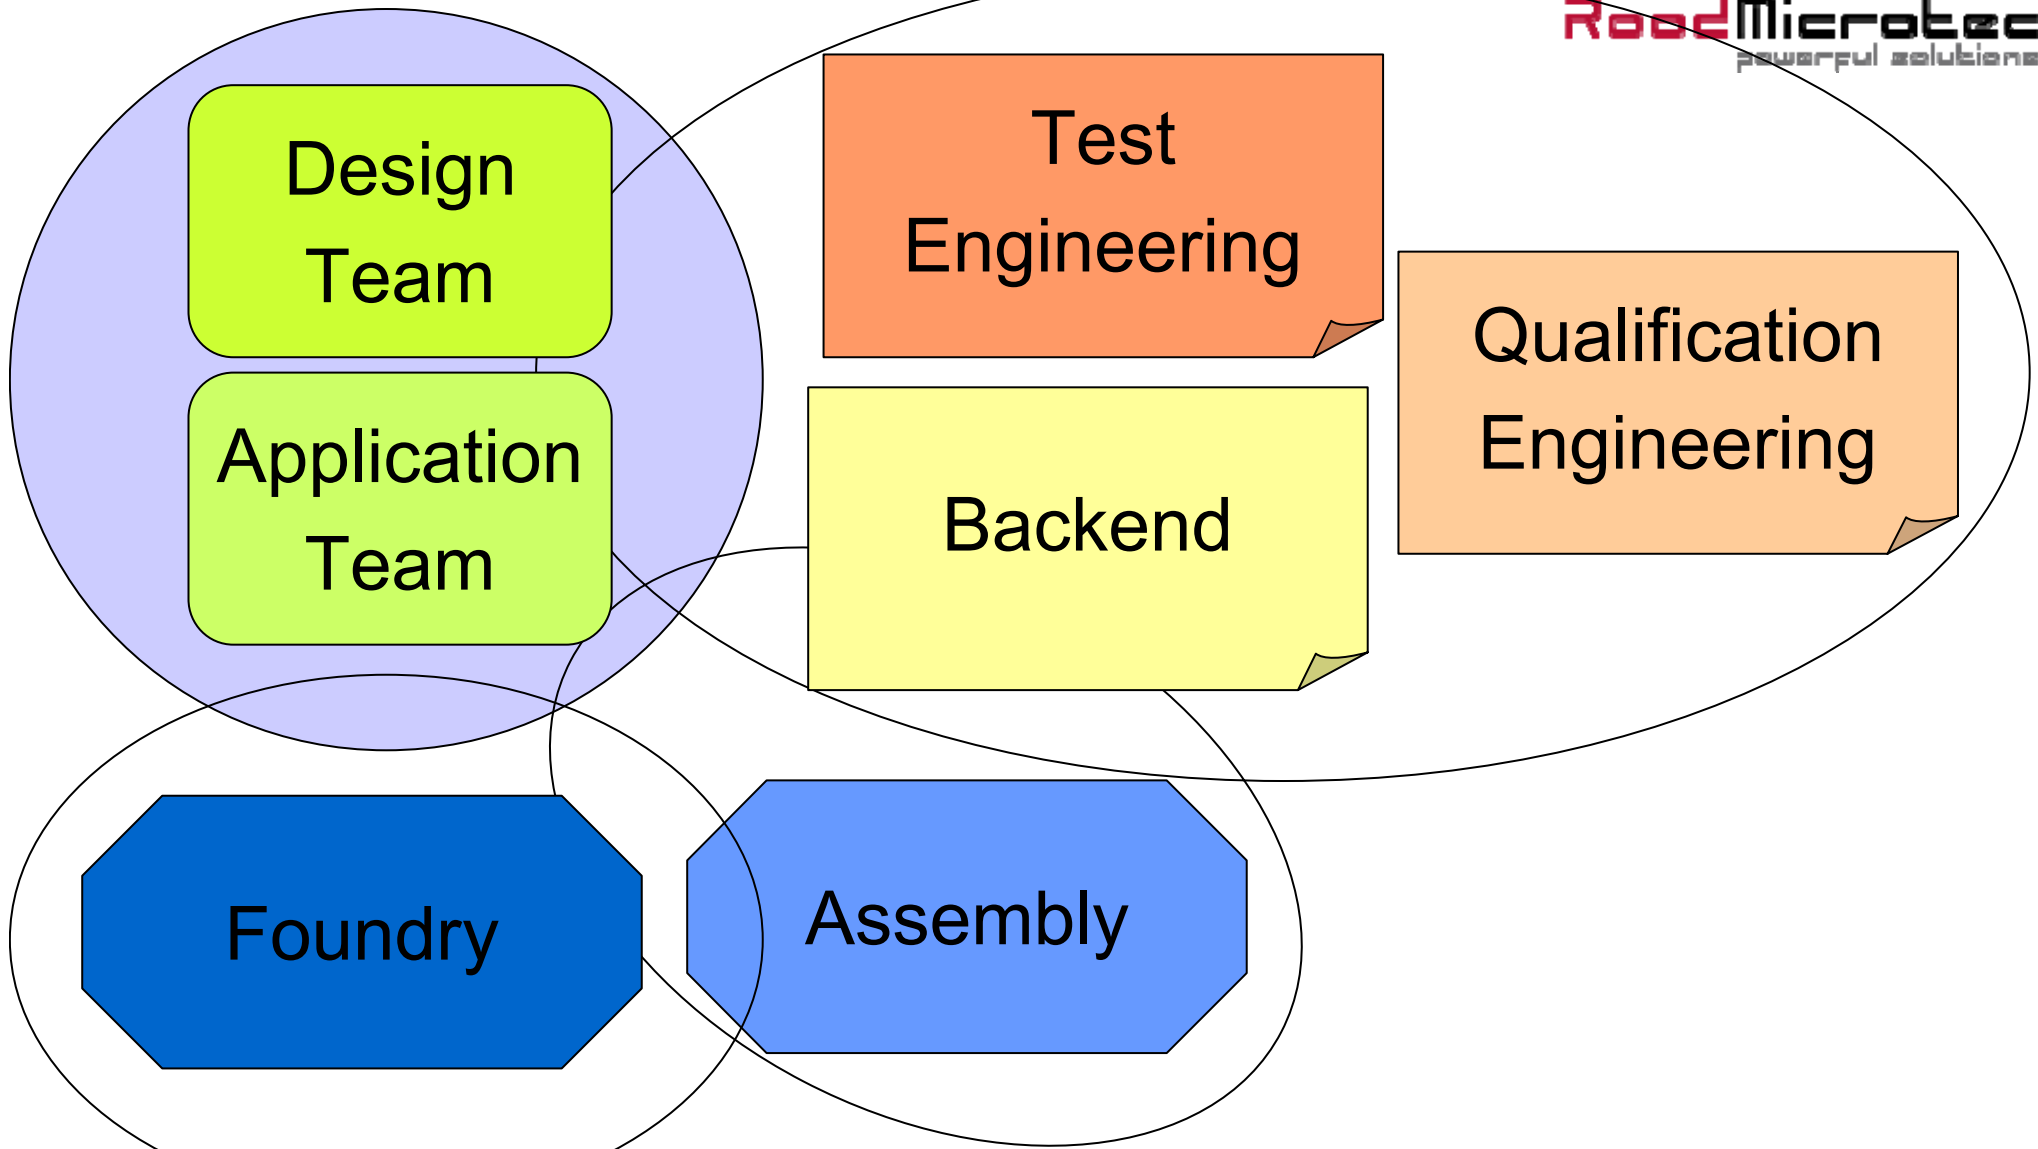 RoodMicrotec
powerful solutions
Design
Team
Test
Engineering
Qualification
Engineering
Application
Team
Backend
Foundry
Assembly